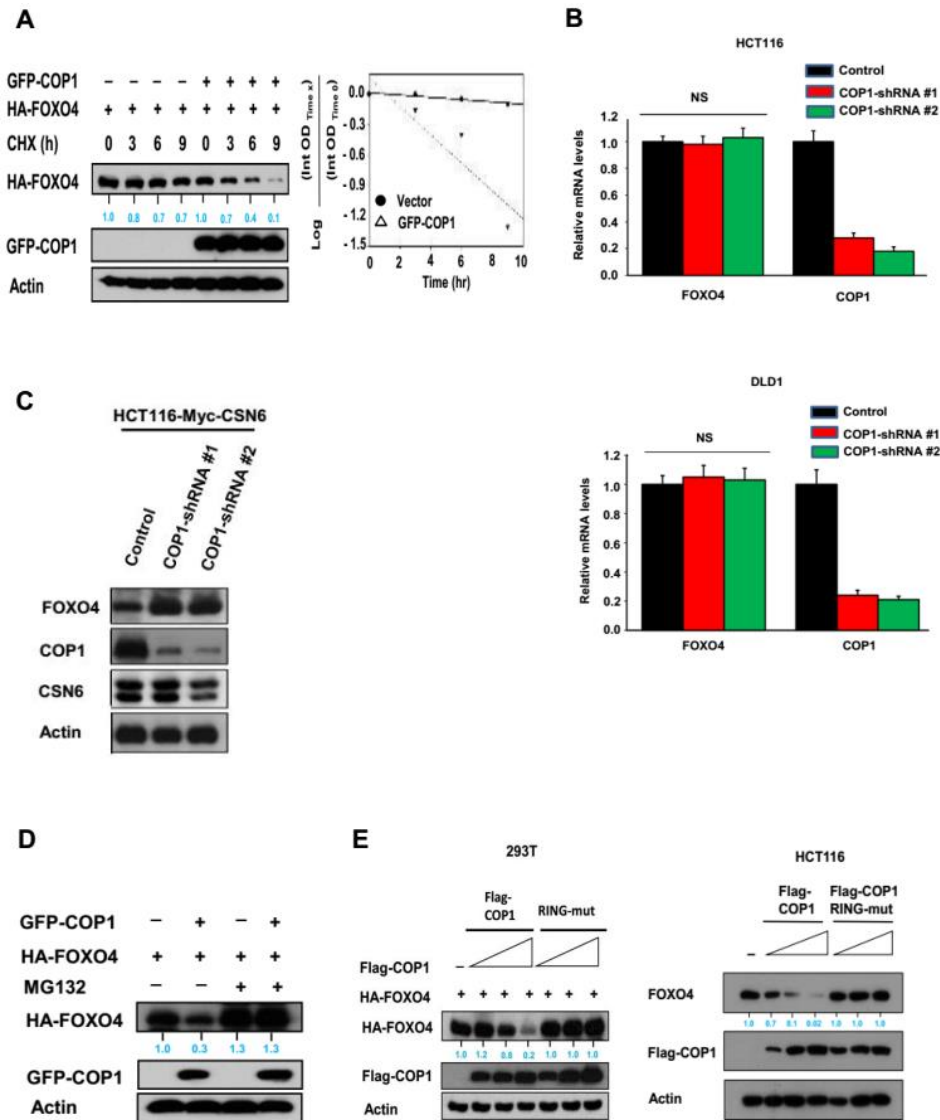 A
GFP-COP1 – – – – + + + +
HA-FOXO4 + + + + + + + +
CHX (h) 0 3 6 9 0 3 6 9
HA-FOXO4
1.0 0.8 0.7 0.7 1.0 0.7 0.4 0.1
GFP-COP1
Actin
Log (Int OD Time x) (Int OD Time 0)
0.0
-0.3
-0.6
-0.9
-1.2
-1.5
Vector
GFP-COP1
0 2 4 6 8 10
Time (hr)
B
HCT116
Control
COP1-shRNA #1
COP1-shRNA #2
NS
Relative mRNA levels
1.2
1.0
0.8
0.6
0.4
0.2
0.0
FOXO4 COP1
DLD1
Control
COP1-shRNA #1
COP1-shRNA #2
NS
Relative mRNA levels
1.2
1.0
0.8
0.6
0.4
0.2
0.0
FOXO4 COP1
C
HCT116-Myc-CSN6
Control
COP1-shRNA #1
COP1-shRNA #2
FOXO4
COP1
CSN6
Actin
D
GFP-COP1 – + – +
HA-FOXO4 + + + +
MG132 – – + +
HA-FOXO4
1.0 0.3 1.3 1.3
GFP-COP1
Actin
E
293T
Flag-
COP1
RING-mut
Flag-COP1 –
HA-FOXO4 + + + + + + +
HA-FOXO4
1.0 1.2 0.8 0.2 1.0 1.0 1.0
Flag-COP1
Actin
HCT116
Flag-
COP1
Flag-COP1
RING-mut
–
FOXO4
1.0 0.7 0.1 0.02 1.0 1.0 1.0
Flag-COP1
Actin